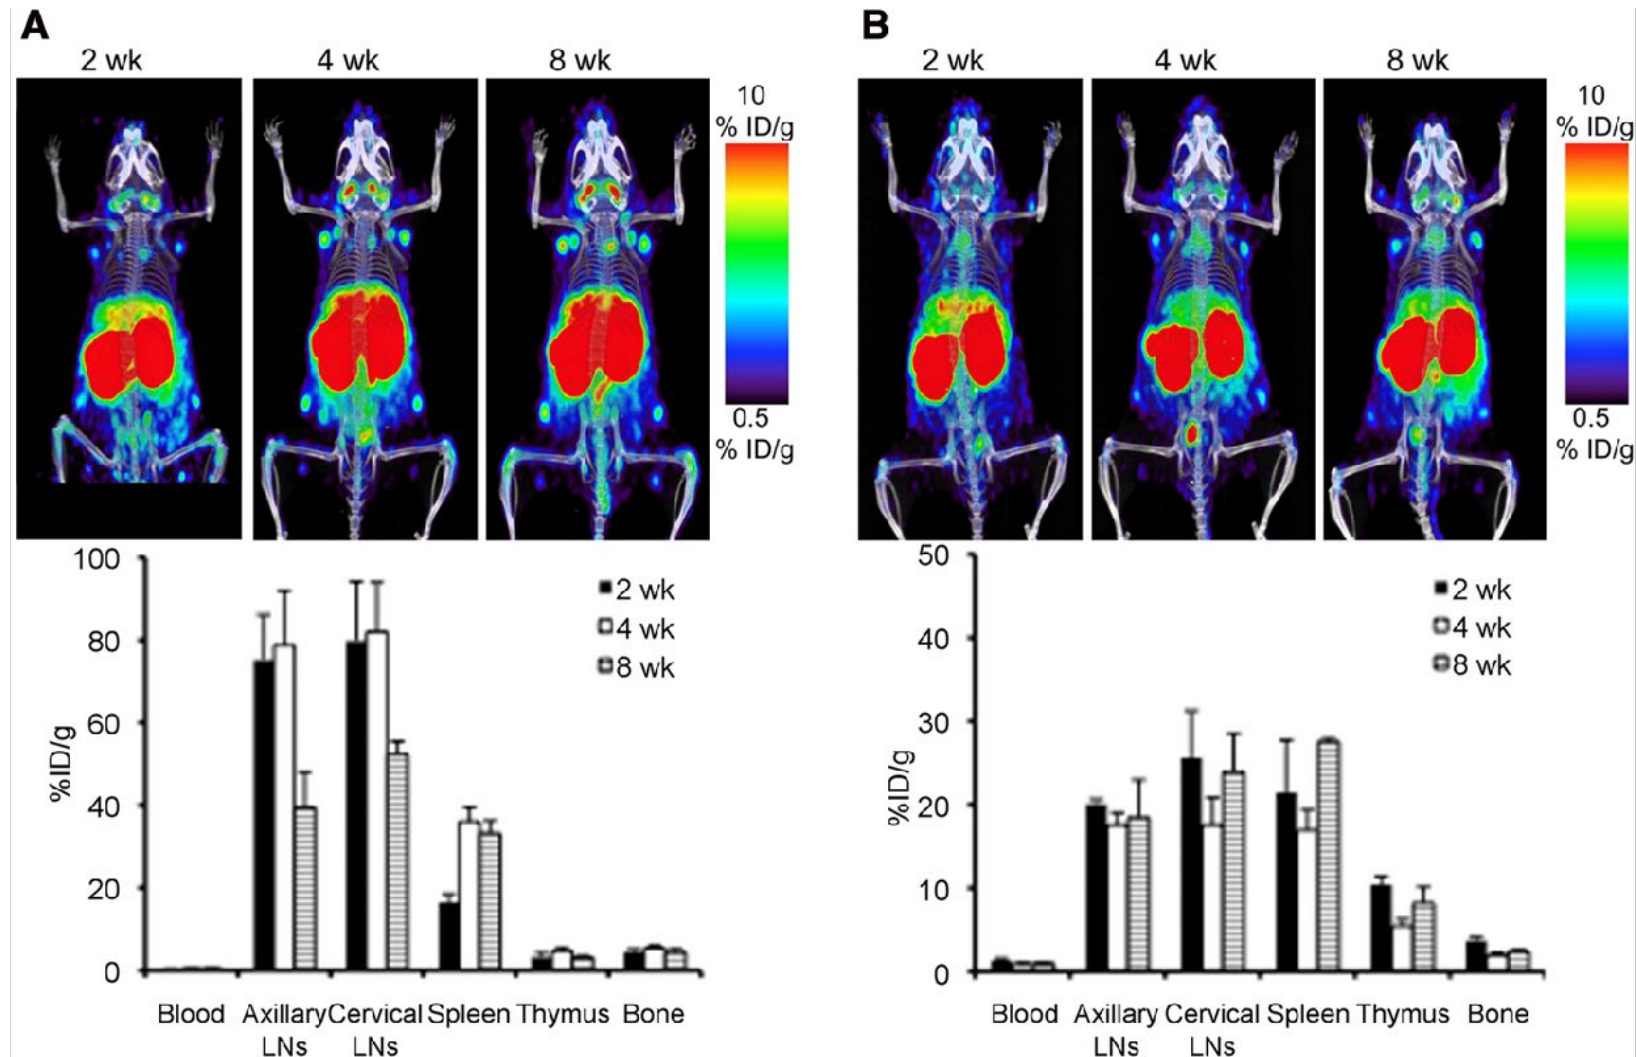 A
2 wk
4 wk
8 wk
10
% ID/g
0.5
% ID/g
100
80
60
40
20
0
%ID/g
2 wk
4 wk
8 wk
Blood Axillary LNs Cervical LNs Spleen Thymus Bone
B
2 wk
4 wk
8 wk
10
% ID/g
0.5
% ID/g
50
40
30
20
10
0
%ID/g
2 wk
4 wk
8 wk
Blood Axillary LNs Cervical LNs Spleen Thymus Bone